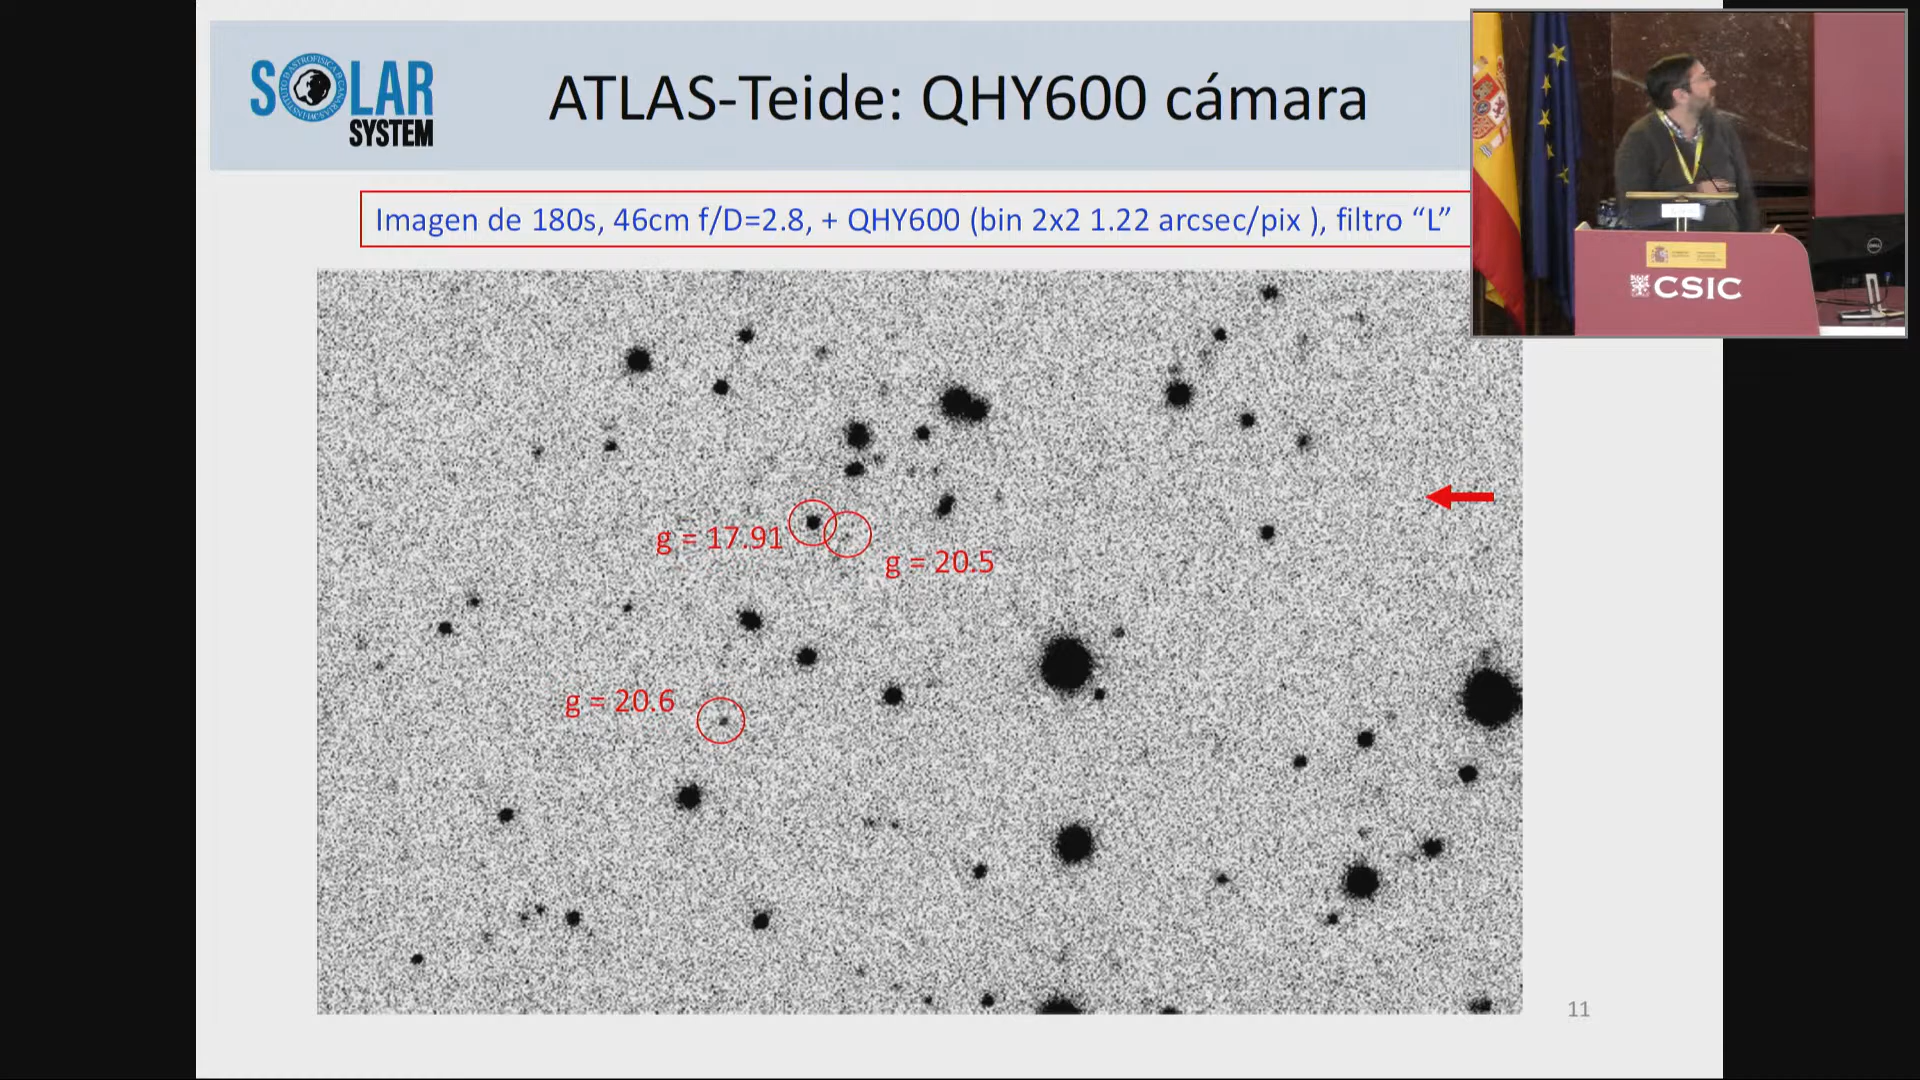 SOLAR
SYSTEM
ATLAS-Teide: QHY600 cámara
Imagen de 180s, 46cm f/D=2.8, + QHY600 (bin 2x2 1.22 arcsec/pix ), filtro “L”
g = 17.91
g = 20.5
g = 20.6
11
CSIC
DELL